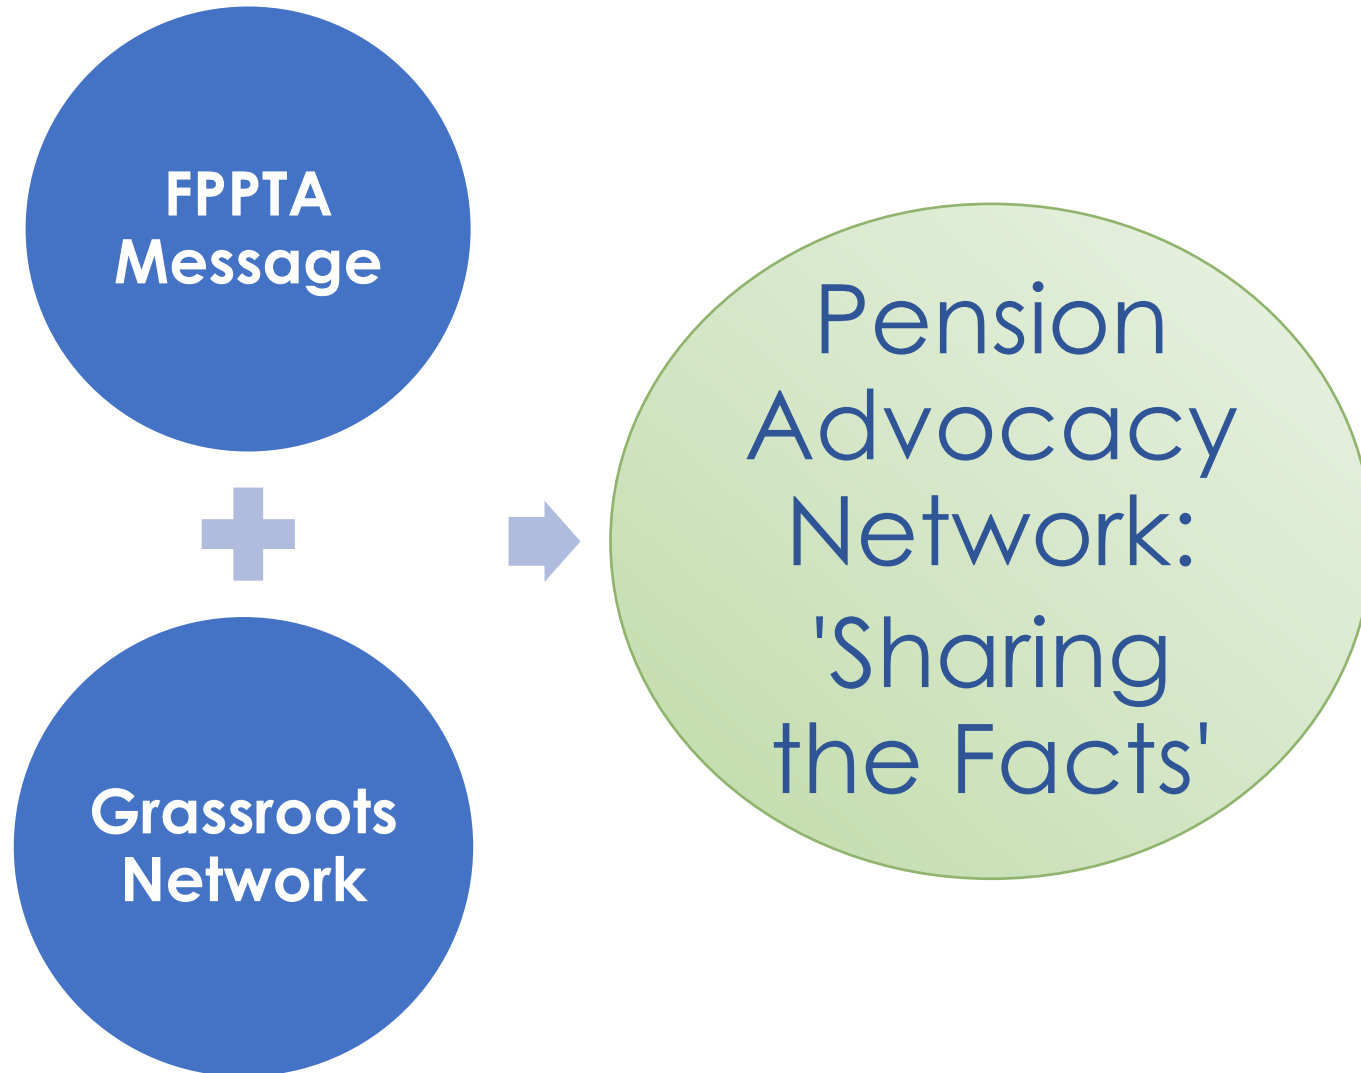 FPPTA
Message
Grassroots
Network
Pension
Advocacy
Network:
'Sharing
the Facts'